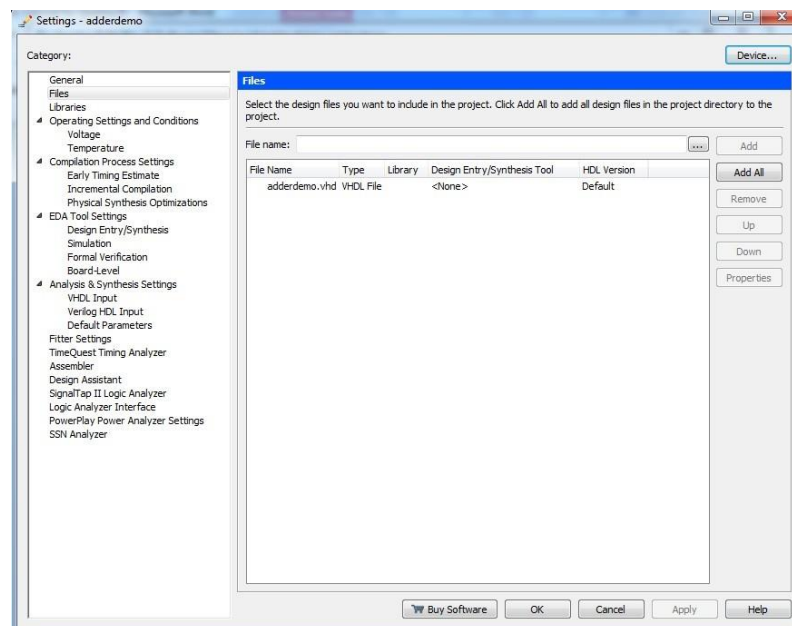 Settings - adderdemo
Category:
Device...
General
Files
Libraries
Operating Settings and Conditions
Voltage
Temperature
Compilation Process Settings
Early Timing Estimate
Incremental Compilation
Physical Synthesis Optimizations
EDA Tool Settings
Design Entry/Synthesis
Simulation
Formal Verification
Board-Level
Analysis & Synthesis Settings
VHDL Input
Verilog HDL Input
Default Parameters
Fitter Settings
TimeQuest Timing Analyzer
Assembler
Design Assistant
SignalTap II Logic Analyzer
Logic Analyzer Interface
PowerPlay Power Analyzer Settings
SSN Analyzer
Files
Select the design files you want to include in the project. Click Add All to add all design files in the project directory to the
project.
File name: ... Add
File Name Type Library Design Entry/Synthesis Tool HDL Version
adderdemo.vhd VHDL File <None> Default
Add All
Remove
Up
Down
Properties
Buy Software OK Cancel Apply Help